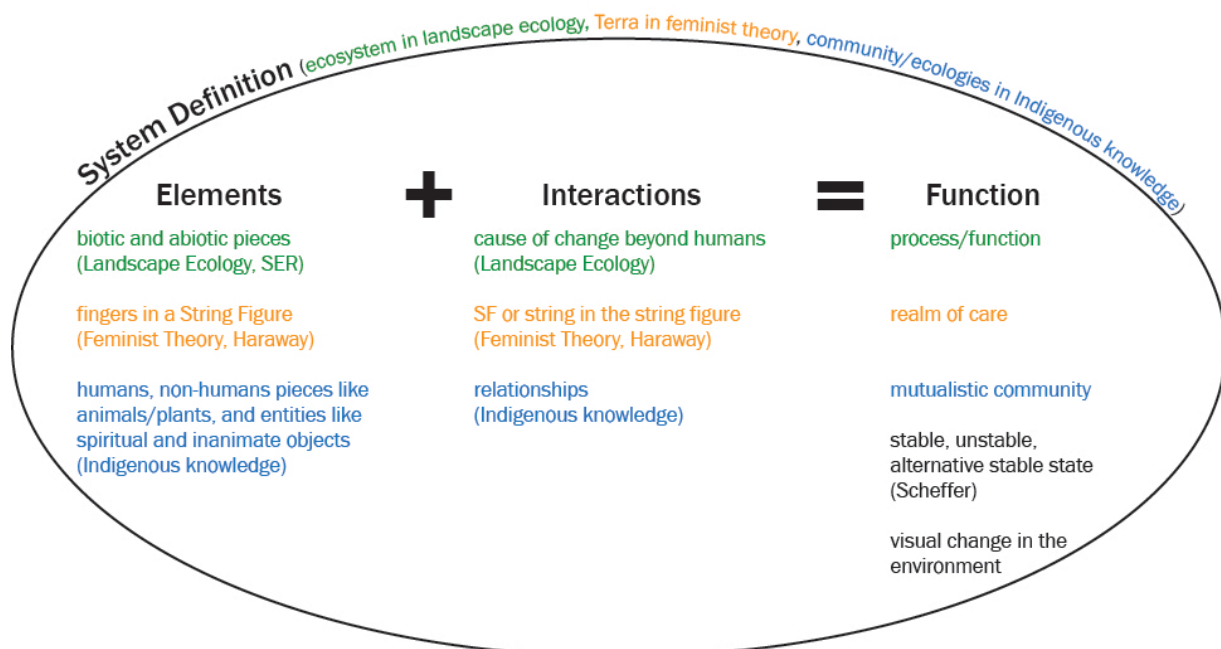 System Definition (ecosystem in landscape ecology, Terra in feminist theory, community/ecologies in Indigenous knowledge)
Elements
+
Interactions
=
Function
biotic and abiotic pieces
(Landscape Ecology, SER)
cause of change beyond humans
(Landscape Ecology)
process/function
fingers in a String Figure
(Feminist Theory, Haraway)
SF or string in the string figure
(Feminist Theory, Haraway)
realm of care
humans, non-humans pieces like
animals/plants, and entities like
spiritual and inanimate objects
(Indigenous knowledge)
relationships
(Indigenous knowledge)
mutualistic community
stable, unstable,
alternative stable state
(Scheffer)
visual change in the
environment